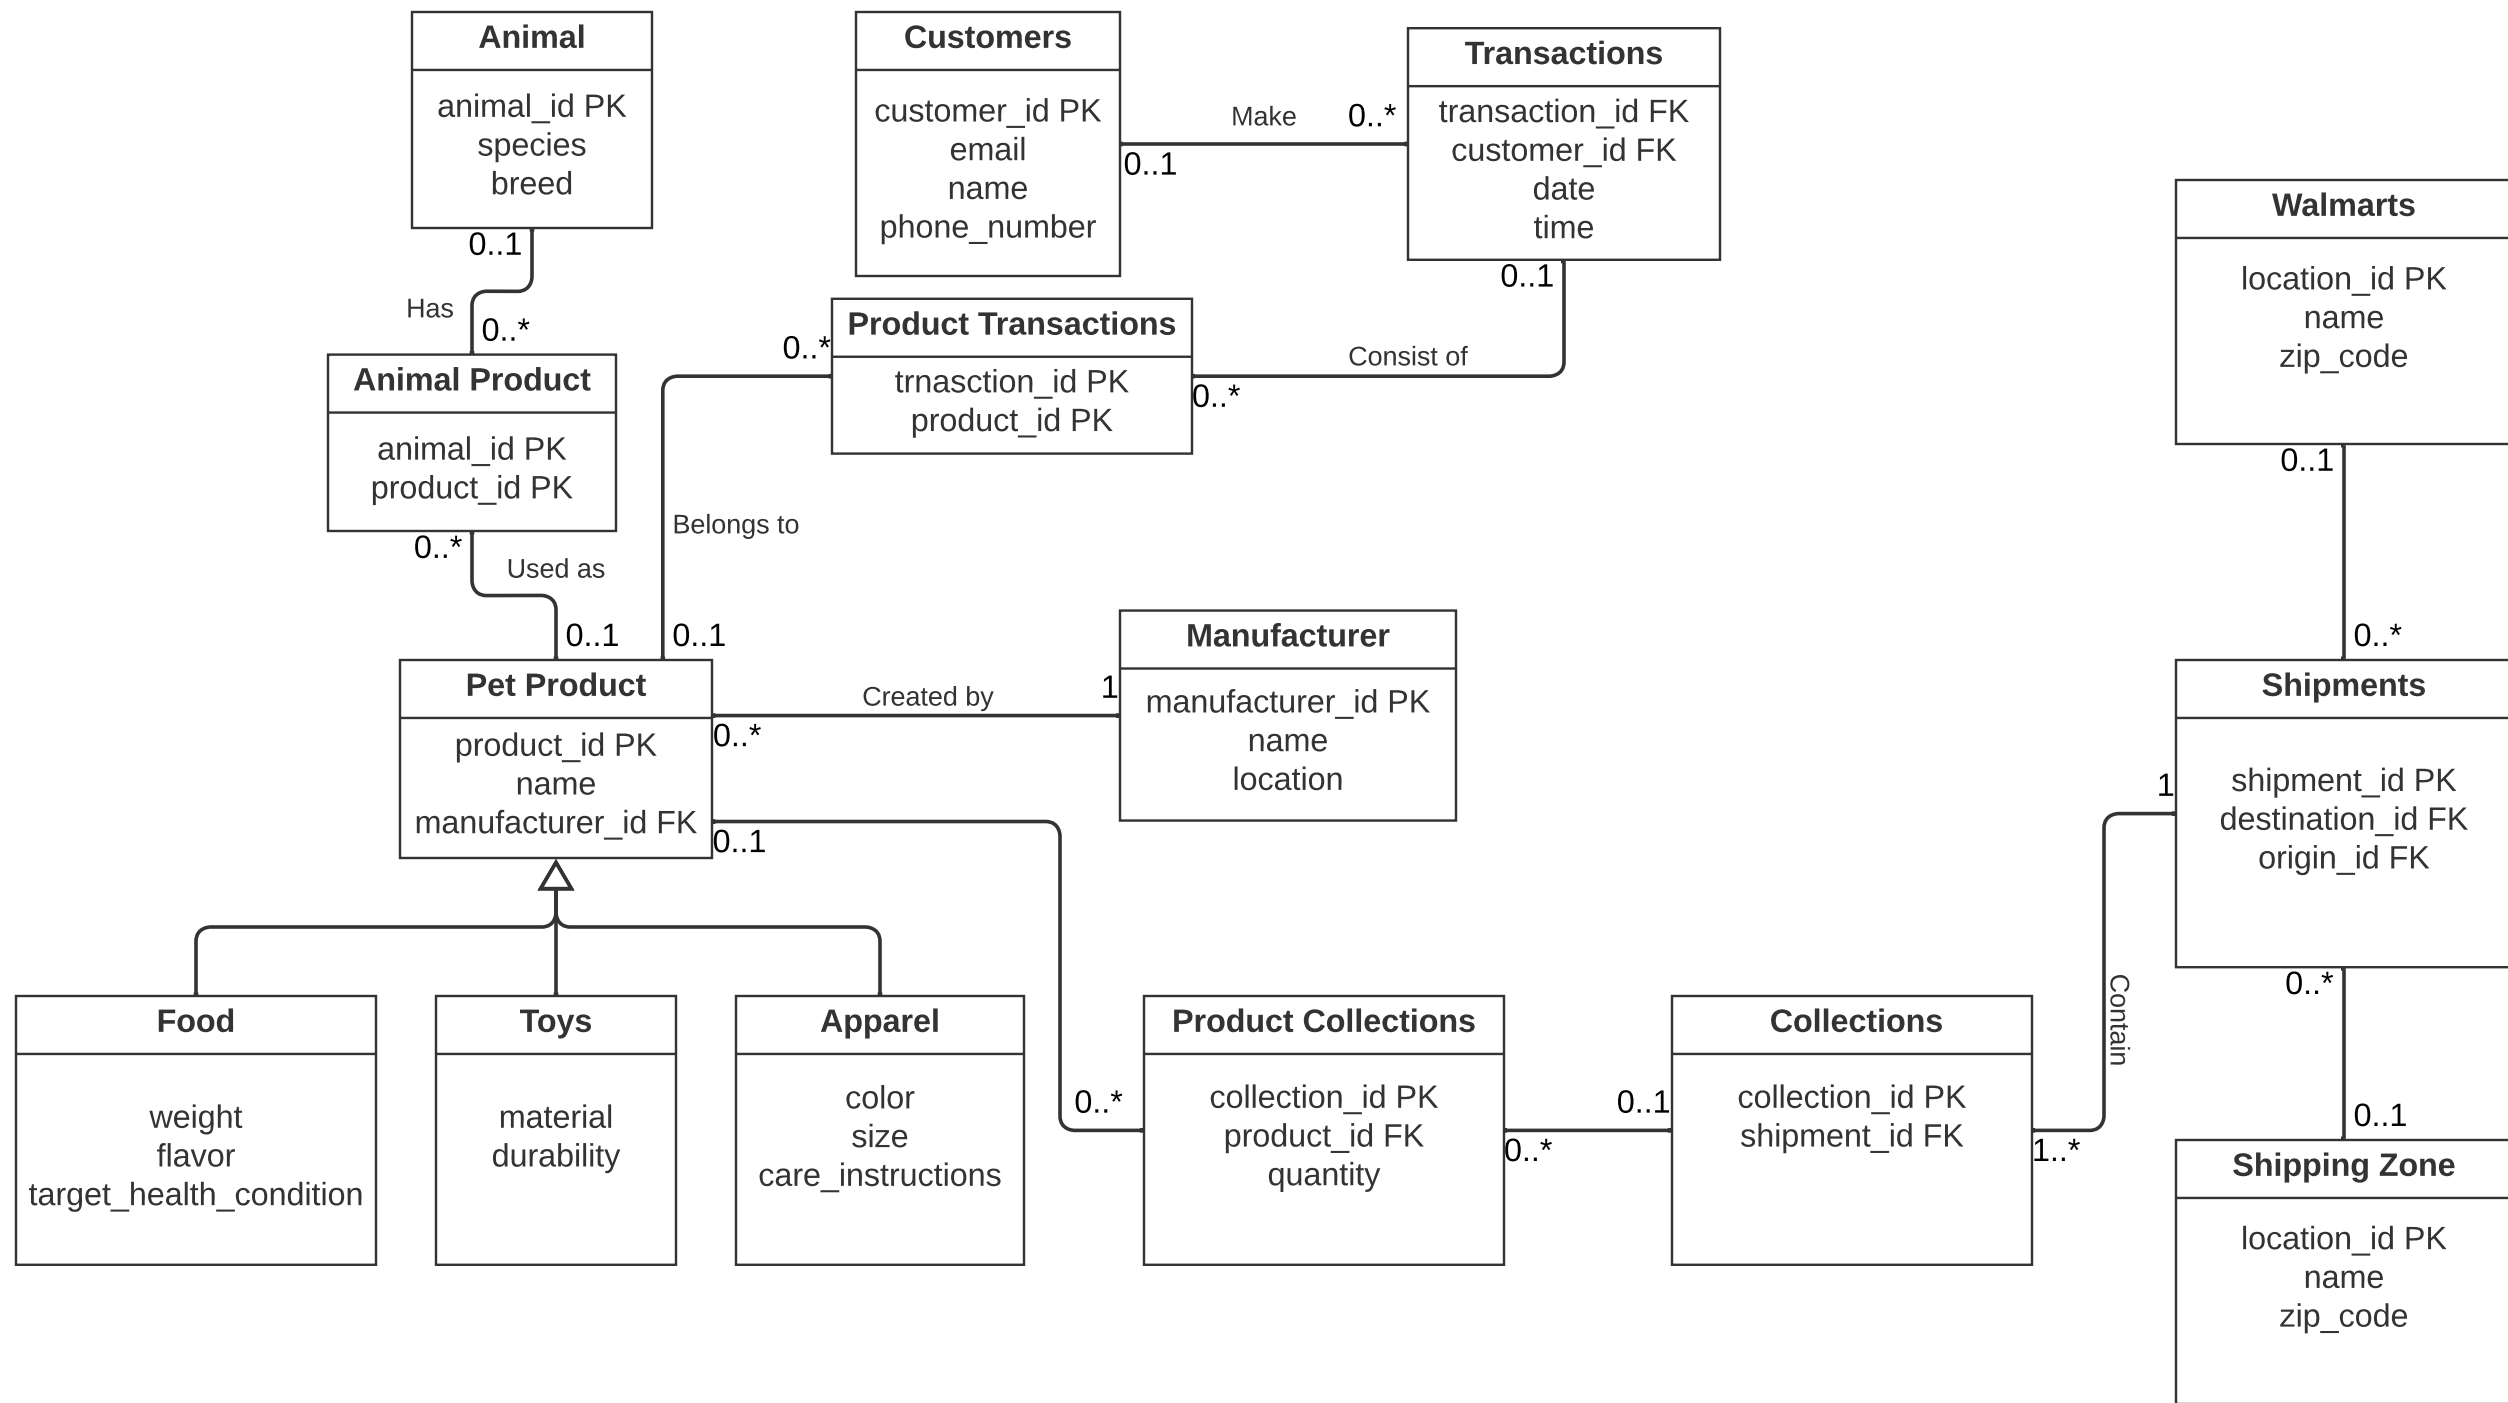 Animal
animal_id PK
species
breed
0..1
Has
0..*
Animal Product
animal_id PK
product_id PK
0..*
Used as
0..1
Customers
customer_id PK
email
name
phone_number
0..1
Make
0..*
Transactions
transaction_id FK
customer_id FK
date
time
0..1
Consist of
0..*
Product Transactions
trnasction_id PK
product_id PK
0..*
Belongs to
0..1
Pet Product
product_id PK
name
manufacturer_id FK
0..*
Created by
1
Manufacturer
manufacturer_id PK
name
location
0..1
0..*
Food
weight
flavor
target_health_condition
Toys
material
durability
Apparel
color
size
care_instructions
Product Collections
collection_id PK
product_id FK
quantity
0..*
0..1
Collections
collection_id PK
shipment_id FK
1..*
Contain
1
Walmarts
location_id PK
name
zip_code
0..1
0..*
Shipments
shipment_id PK
destination_id FK
origin_id FK
0..*
0..1
Shipping Zone
location_id PK
name
zip_code